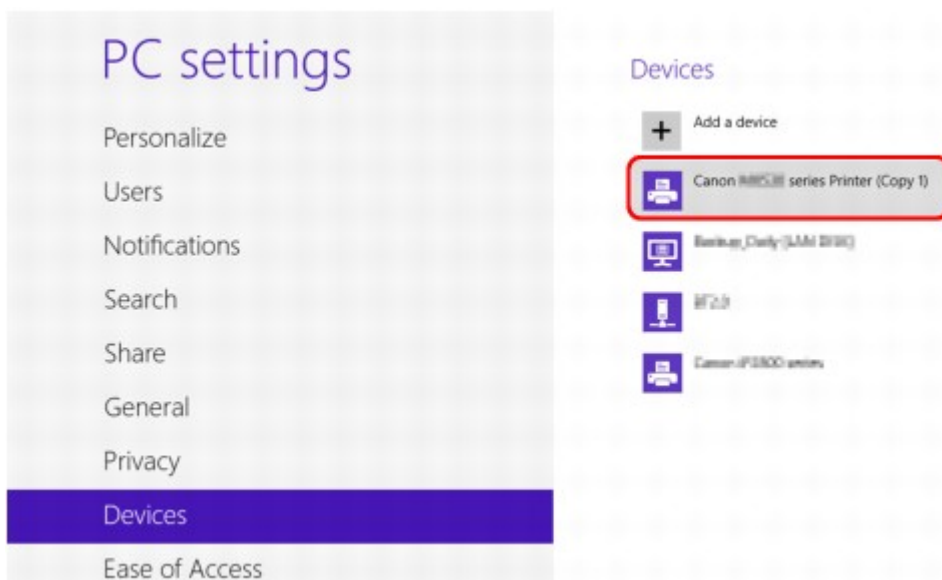 PC settings
Personalize
Users
Notifications
Search
Share
General
Privacy
Devices
Ease of Access
Devices
Add a device
Canon series Printer (Copy 1)